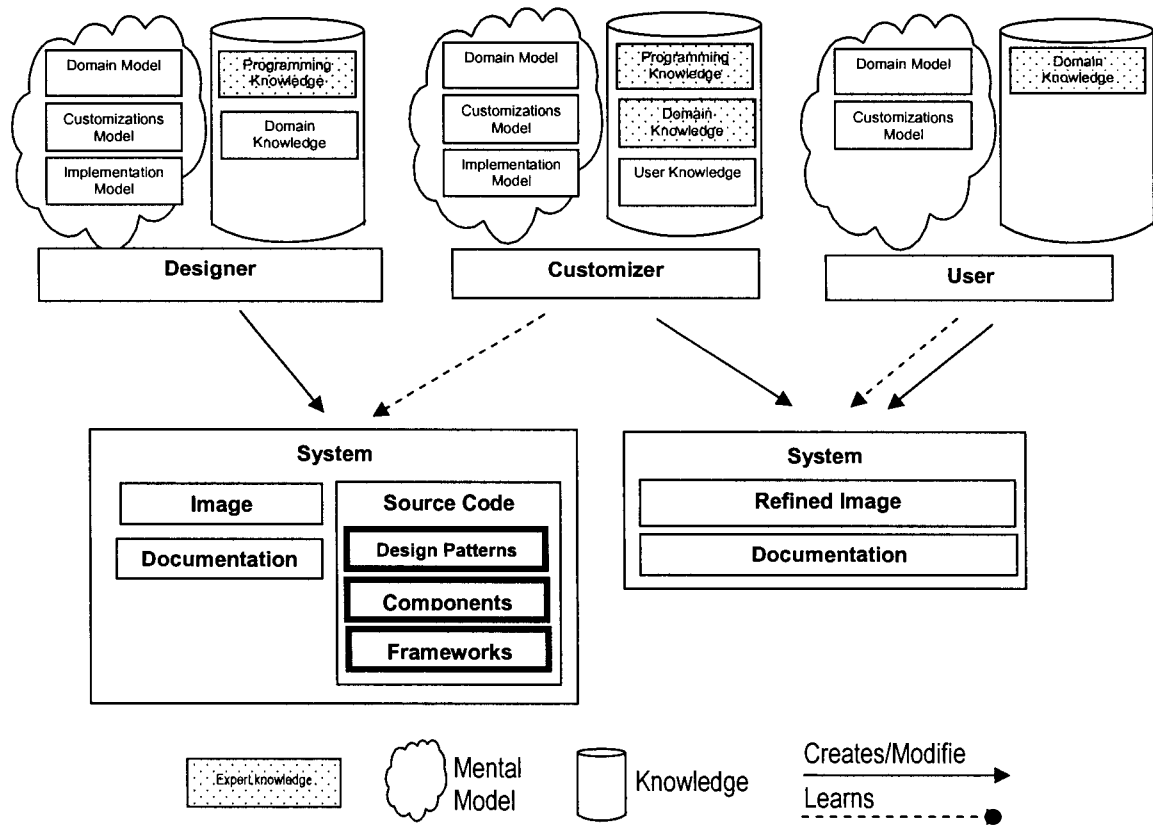 Domain Model
Customizations
Model
Implementation
Model
Programming
Knowledge
Domain
Knowledge
Designer
Domain Model
Customizations
Model
Implementation
Model
Programming
Knowledge
Domain
Knowledge
User Knowledge
Customizer
Domain Model
Customizations
Model
Domain
Knowledge
User
System
Image
Documentation
Source Code
Design Patterns
Components
Frameworks
System
Refined Image
Documentation
Expert knowledge
Mental
Model
Knowledge
Creates/Modifie
Learns